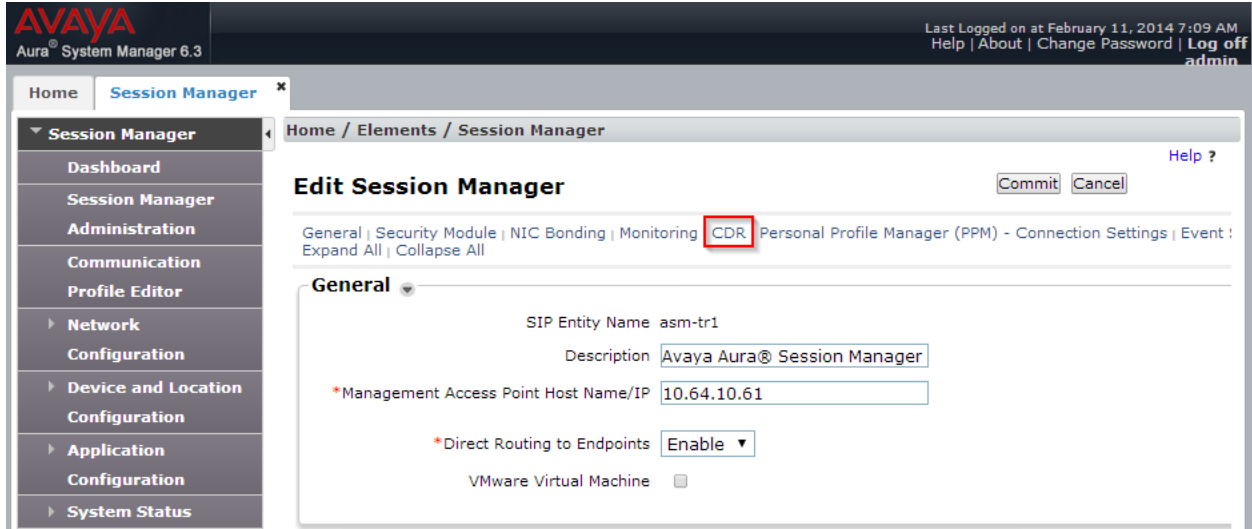 AVAYA
Aura® System Manager 6.3
Last Logged on at February 11, 2014 7:09 AM
Help | About | Change Password | Log off
admin
Home
Session Manager
Session Manager
Dashboard
Session Manager
Administration
Communication
Profile Editor
Network
Configuration
Device and Location
Configuration
Application
Configuration
System Status
Home / Elements / Session Manager
Help ?
Edit Session Manager
Commit Cancel
General | Security Module | NIC Bonding | Monitoring | CDR | Personal Profile Manager (PPM) - Connection Settings | Event
Expand All | Collapse All
General
SIP Entity Name asm-tr1
Description Avaya Aura® Session Manager
*Management Access Point Host Name/IP 10.64.10.61
*Direct Routing to Endpoints Enable
VMware Virtual Machine